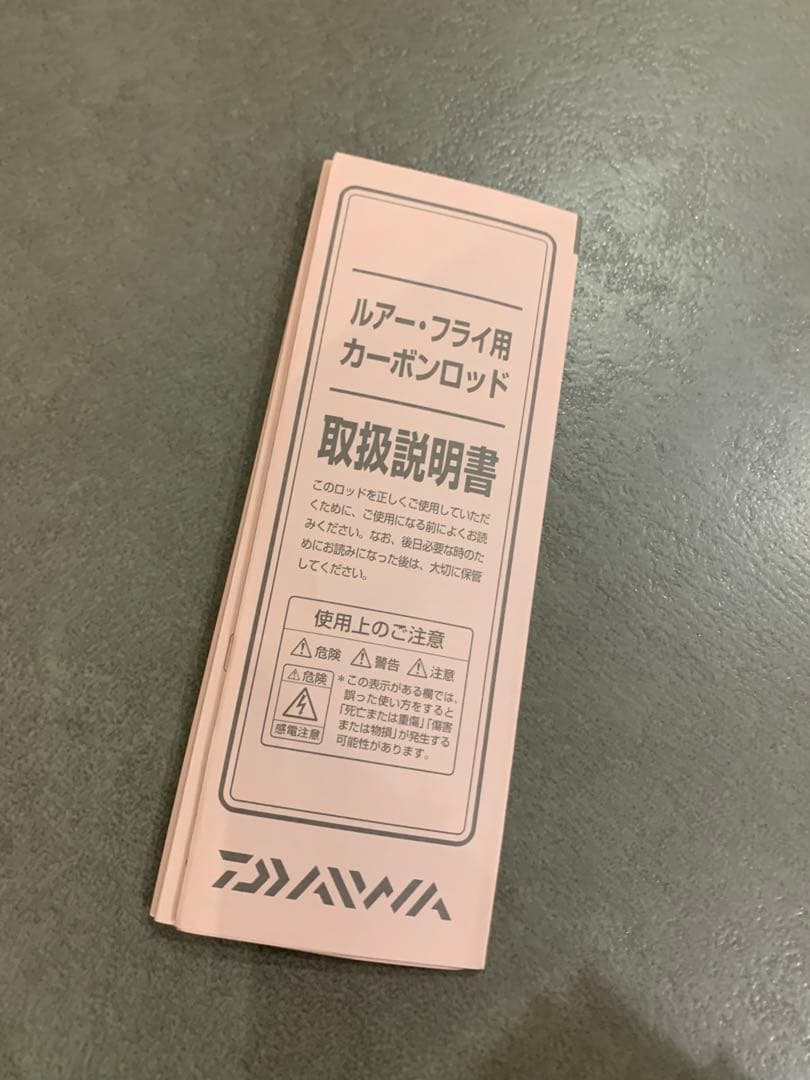 ルアー・フライ用
カーボンロッド
取扱説明書
このロッドを正しくご使用していただ
くために、ご使用になる前によくお読
みください。なお、後日必要な時のた
めにお読みになった後は、大切に保管
してください。
使用上のご注意
⚠危険 ⚠警告 ⚠注意
⚠危険
感電注意
＊この表示がある欄では、
誤った使い方をすると
「死亡または重傷」「傷害
または物損」が発生する
可能性があります。
DAIWA